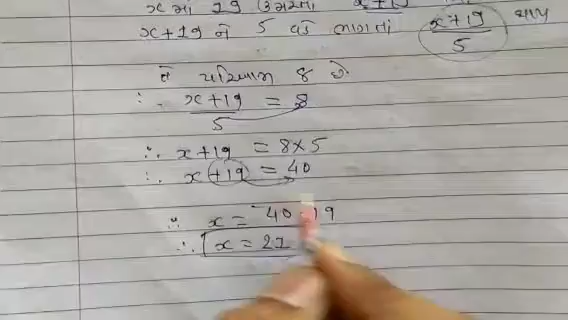 x માં 19 ઉમેરતા x+19
x+19 ને 5 વડે ભાગતા x+19/5 થાય
તે પરિણામ 8 છે.
∴ x+19/5 = 8
∴ x+19 = 8×5
∴ x+19 = 40
∴ x = 40-19
∴ x = 21